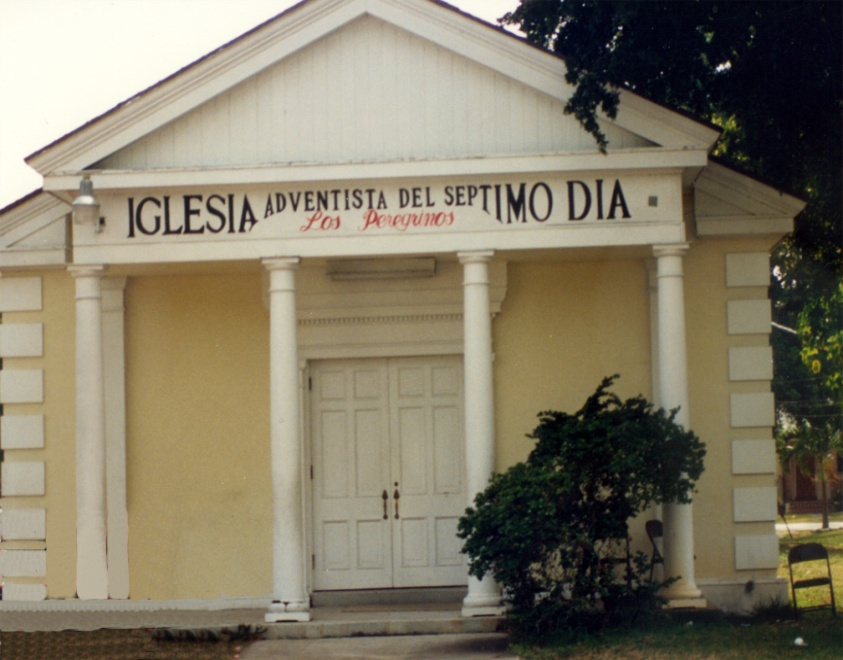 IGLESIA ADVENTISTA DEL SEPTIMO DIA
Los Peregrinos